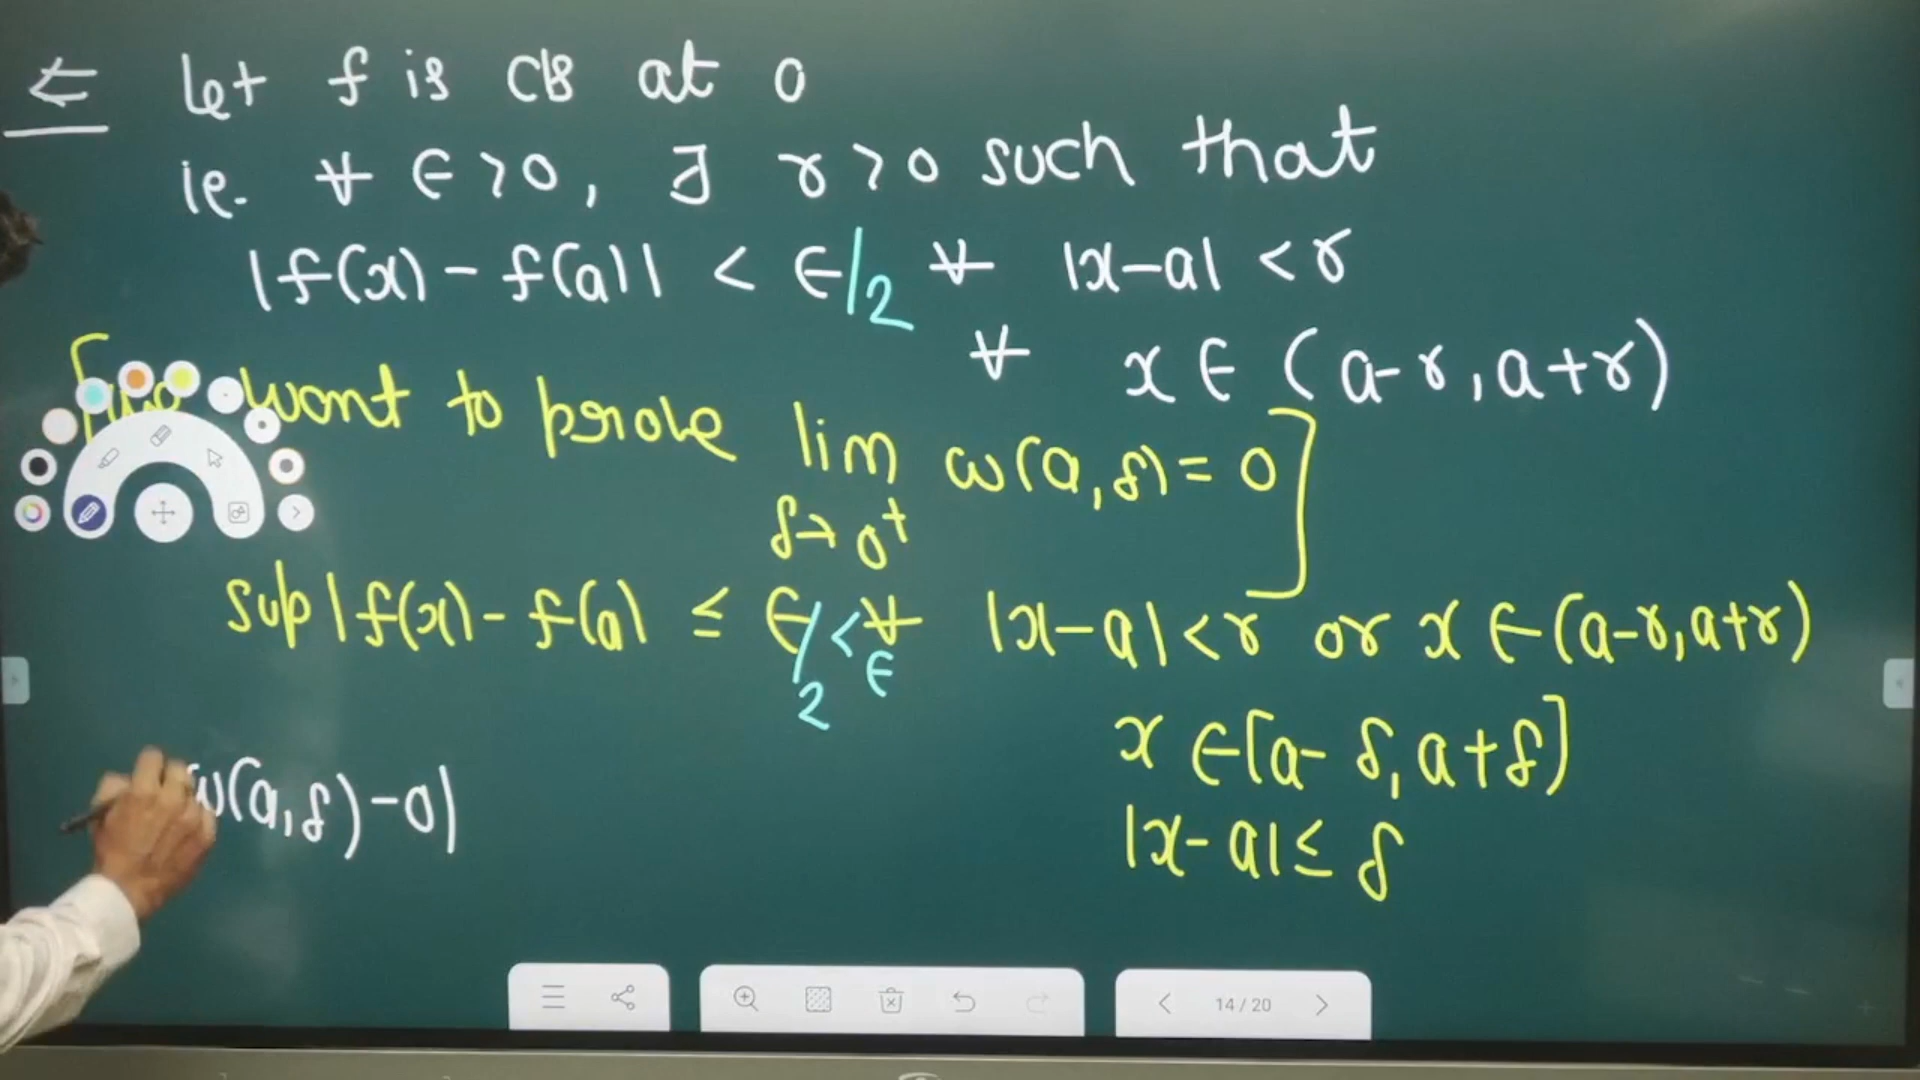 ⇐ Let f is cts at 0
ie. ∀ ∈ > 0, ∃ r > 0 such that
|f(x) - f(a)| < ∈/2 ∀ |x-a| < r
∀ x ∈ (a-r, a+r)
want to prove lim ω(a, δ) = 0]
δ → 0⁺
sup |f(x) - f(a) ≤ ∈/2 < ∈ ∀ |x-a| < r or x ∈ (a-r, a+r)
x ∈ [a-δ, a+δ]
|x-a| ≤ δ
ω(a, δ) - 0|
14 / 20